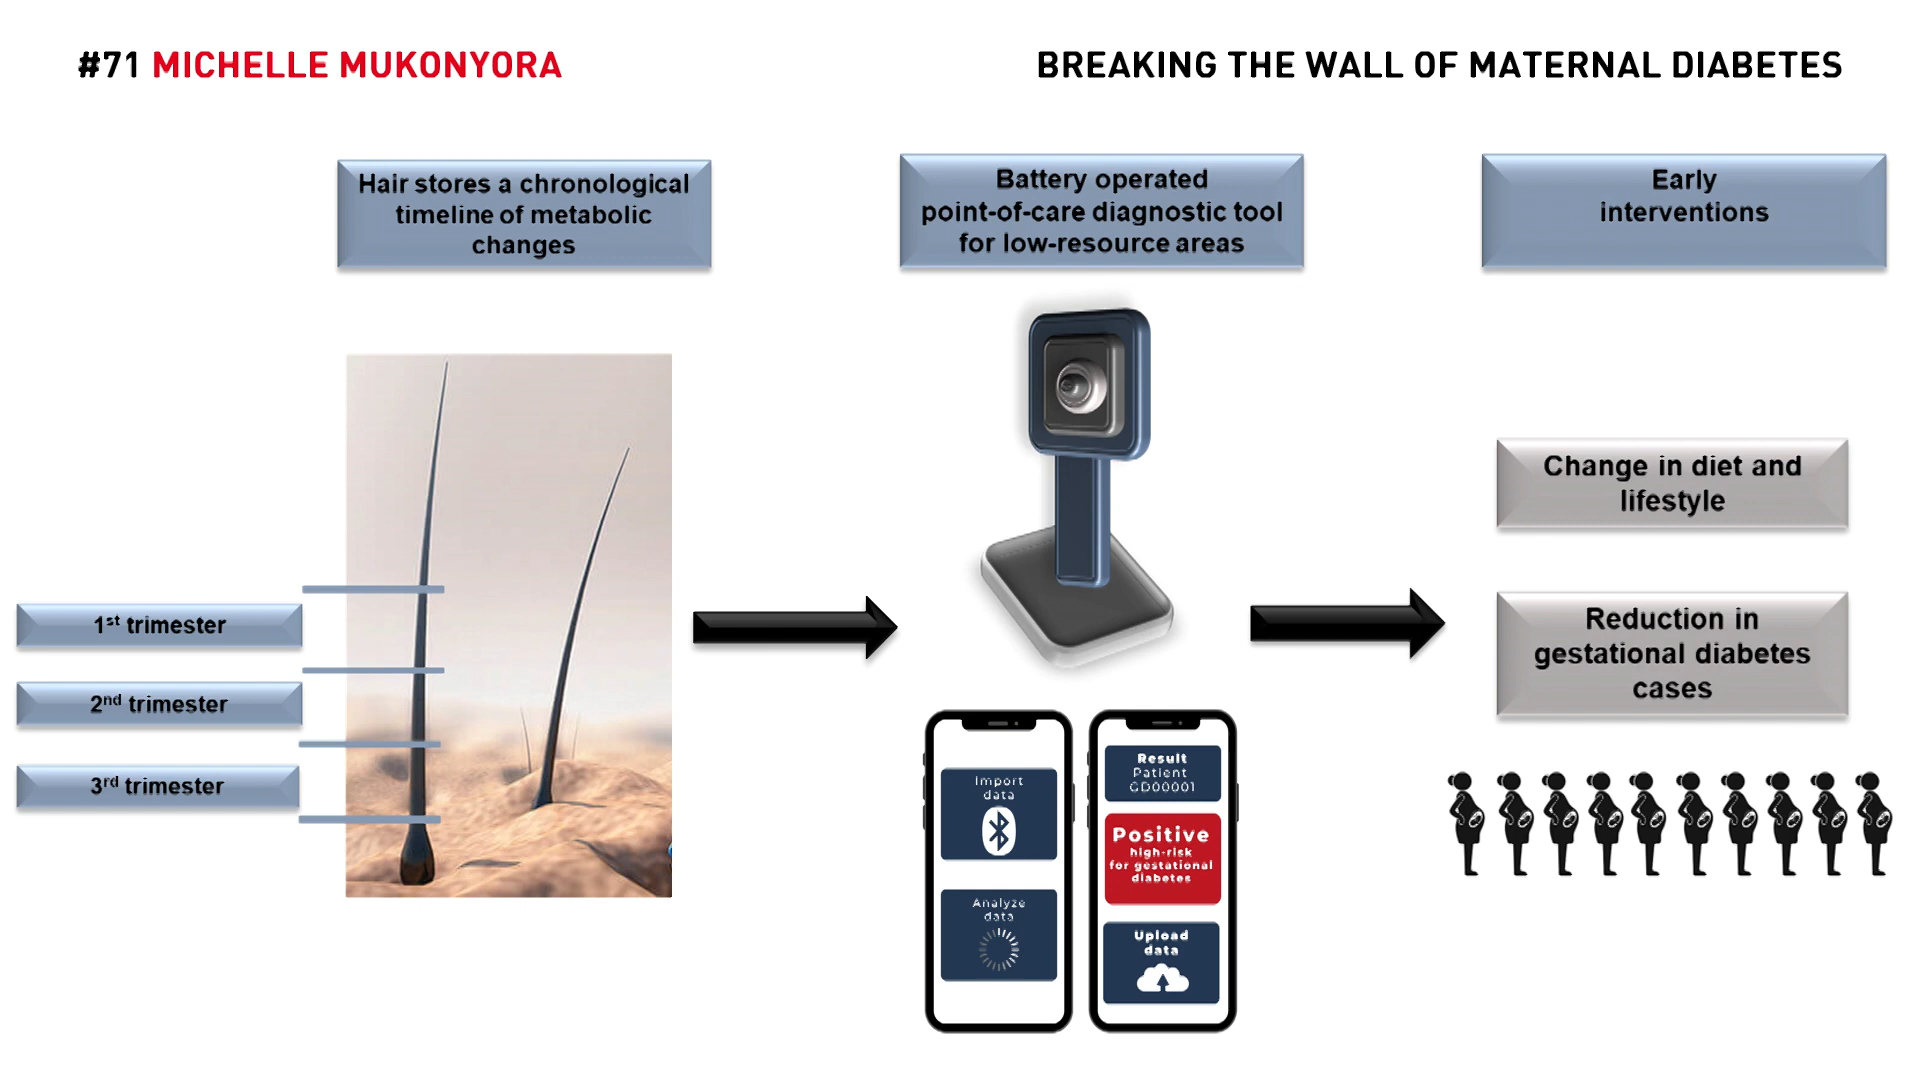 #71 MICHELLE MUKONYORA
BREAKING THE WALL OF MATERNAL DIABETES
Hair stores a chronological
timeline of metabolic
changes
1st trimester
2nd trimester
3rd trimester
Battery operated
point-of-care diagnostic tool
for low-resource areas
Import
data
Analyze
data
Result
Patient
GD00001
Positive
high-risk
for gestational
diabetes
Upload
data
Early
interventions
Change in diet and
lifestyle
Reduction in
gestational diabetes
cases